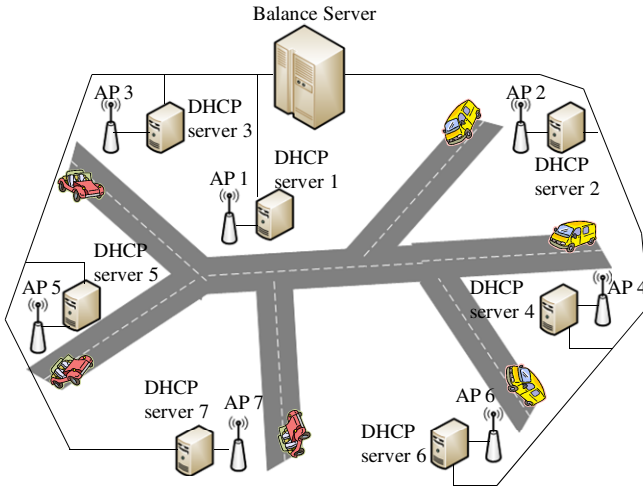 Balance Server
AP 3
DHCP
server 3
AP 2
DHCP
server 2
DHCP
server 1
AP 1
DHCP
server 5
AP 5
DHCP
server 4
AP 4
DHCP
server 7
AP 7
AP 6
DHCP
server 6